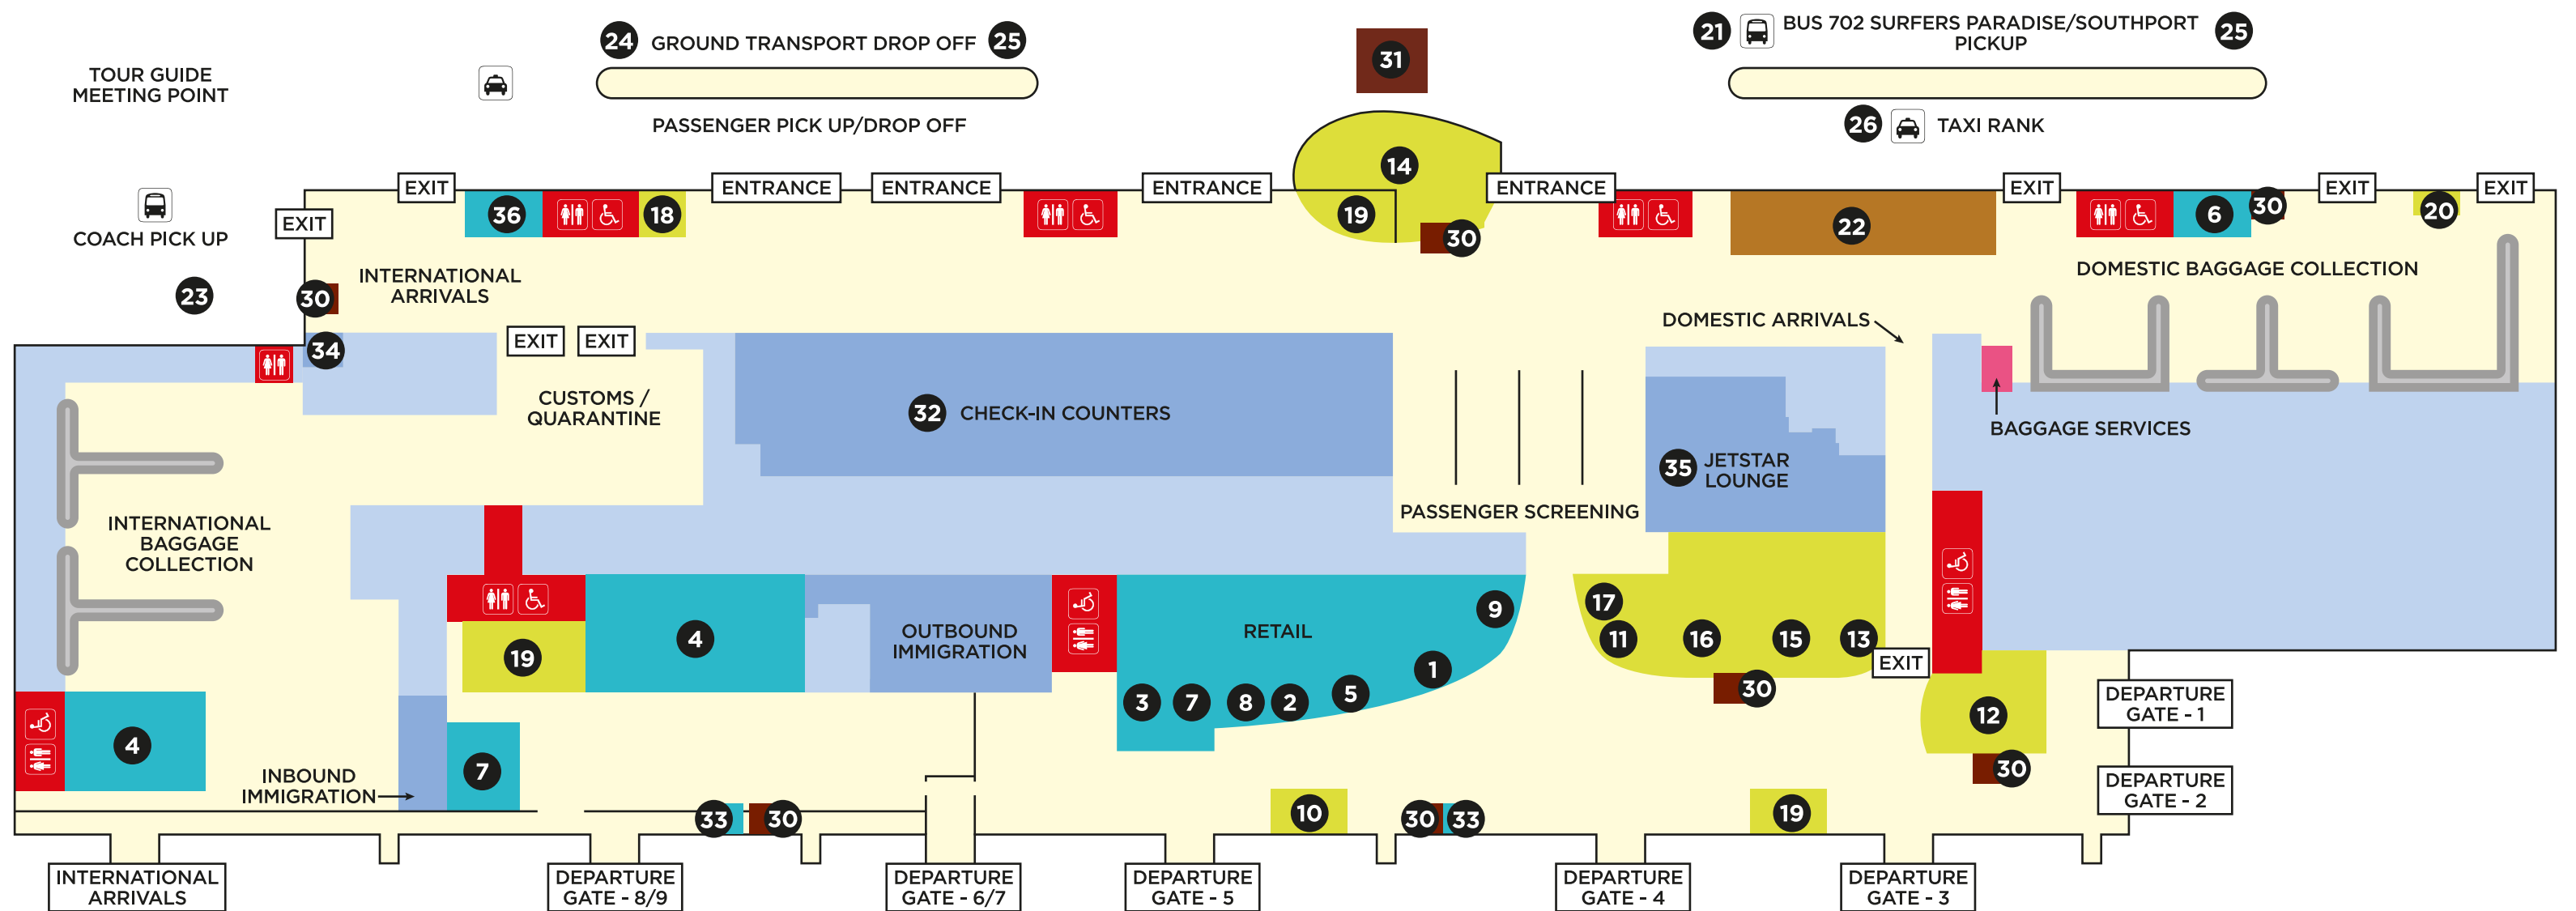 24
GROUND TRANSPORT DROP OFF
25
31
21
BUS 702 SURFERS PARADISE/SOUTHPORT
PICKUP
25
TOUR GUIDE
MEETING POINT
PASSENGER PICK UP/DROP OFF
26
TAXI RANK
14
EXIT
ENTRANCE
ENTRANCE
ENTRANCE
ENTRANCE
EXIT
EXIT
EXIT
EXIT
36
18
19
30
22
6
30
20
COACH PICK UP
23
30
INTERNATIONAL
ARRIVALS
DOMESTIC BAGGAGE COLLECTION
DOMESTIC ARRIVALS
34
EXIT
EXIT
CUSTOMS /
QUARANTINE
32
CHECK-IN COUNTERS
BAGGAGE SERVICES
35
JETSTAR
LOUNGE
PASSENGER SCREENING
INTERNATIONAL
BAGGAGE
COLLECTION
19
4
OUTBOUND
IMMIGRATION
RETAIL
9
1
3
7
8
2
5
17
11
16
15
13
EXIT
30
12
30
DEPARTURE
GATE - 1
DEPARTURE
GATE - 2
4
INBOUND
IMMIGRATION
7
33
30
10
30
33
19
INTERNATIONAL
ARRIVALS
DEPARTURE
GATE - 8/9
DEPARTURE
GATE - 6/7
DEPARTURE
GATE - 5
DEPARTURE
GATE - 4
DEPARTURE
GATE - 3